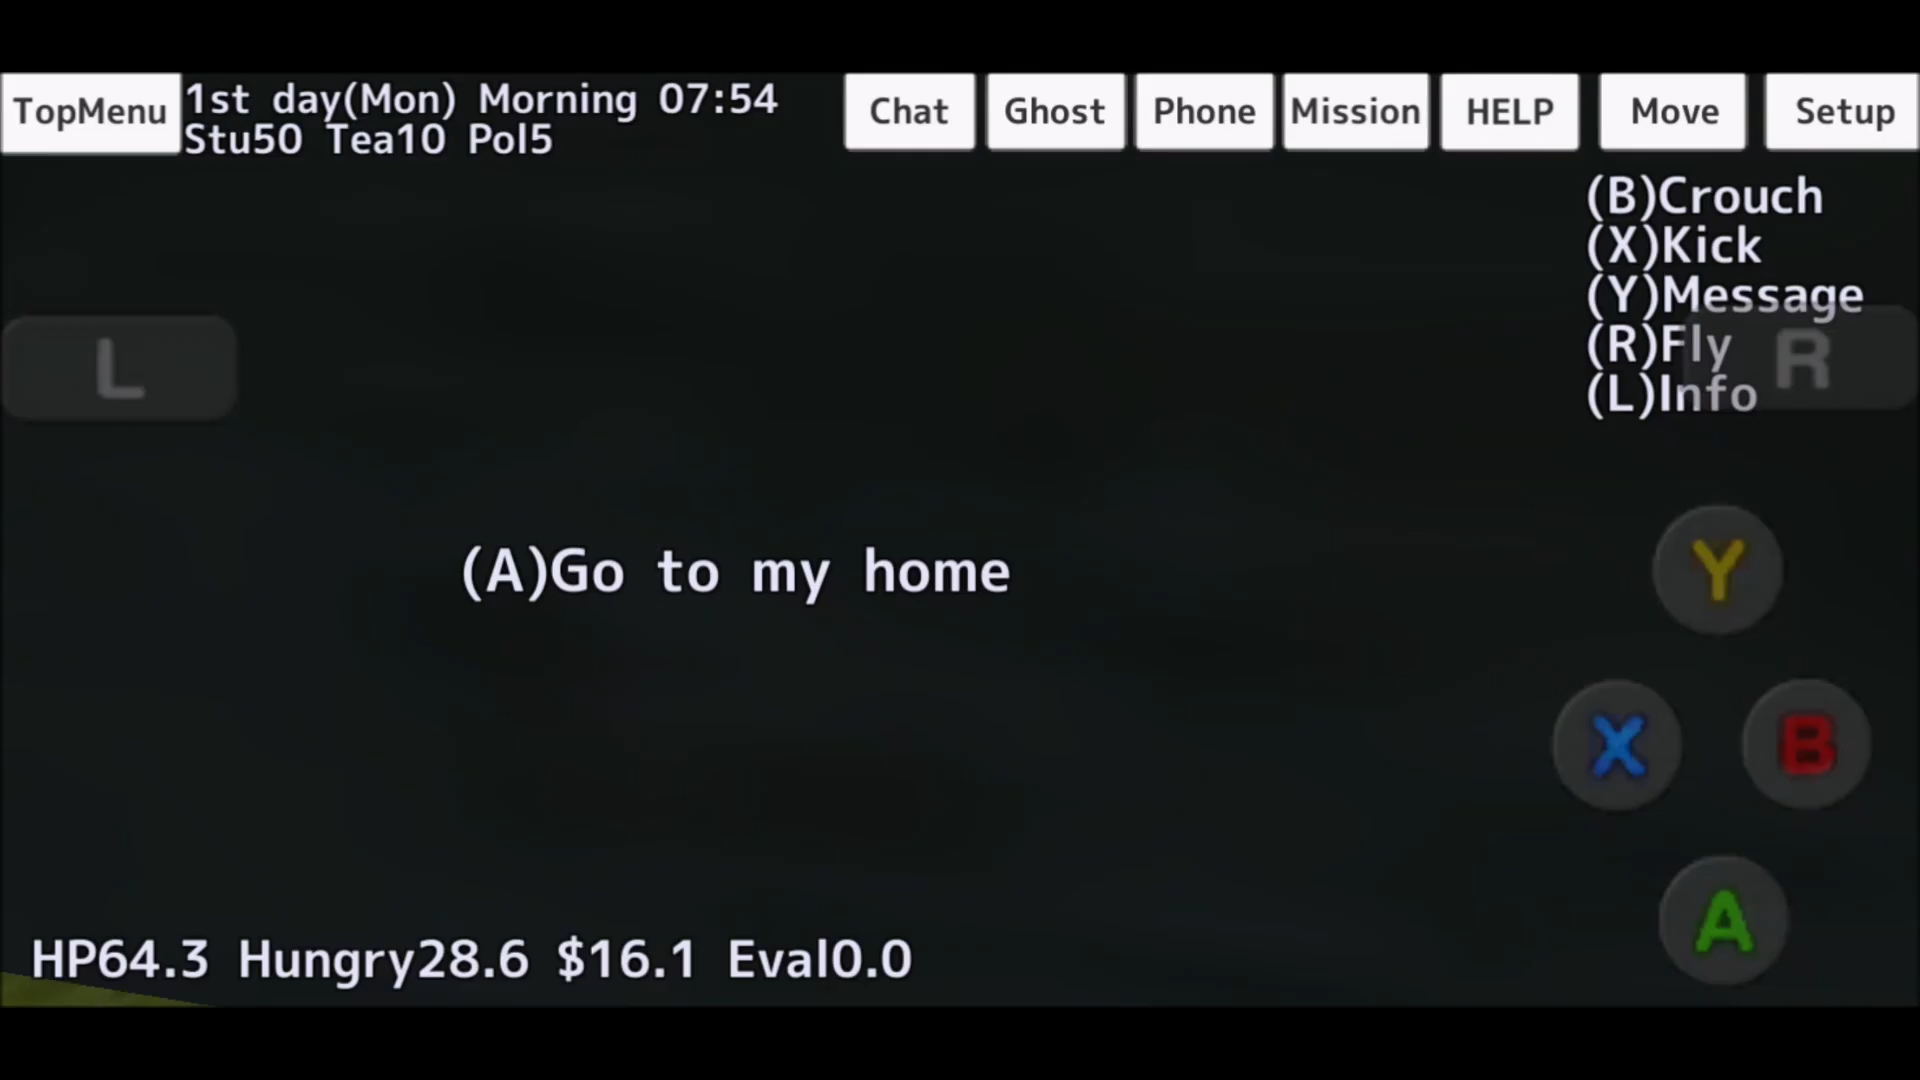 TopMenu
1st day(Mon) Morning 07:54
Stu50 Tea10 Pol5
Chat
Ghost
Phone
Mission
HELP
Move
Setup
(B)Crouch
(X)Kick
(Y)Message
(R)Fly
(L)Info
L
R
(A)Go to my home
Y
X
B
A
HP64.3 Hungry28.6 $16.1 Eval0.0